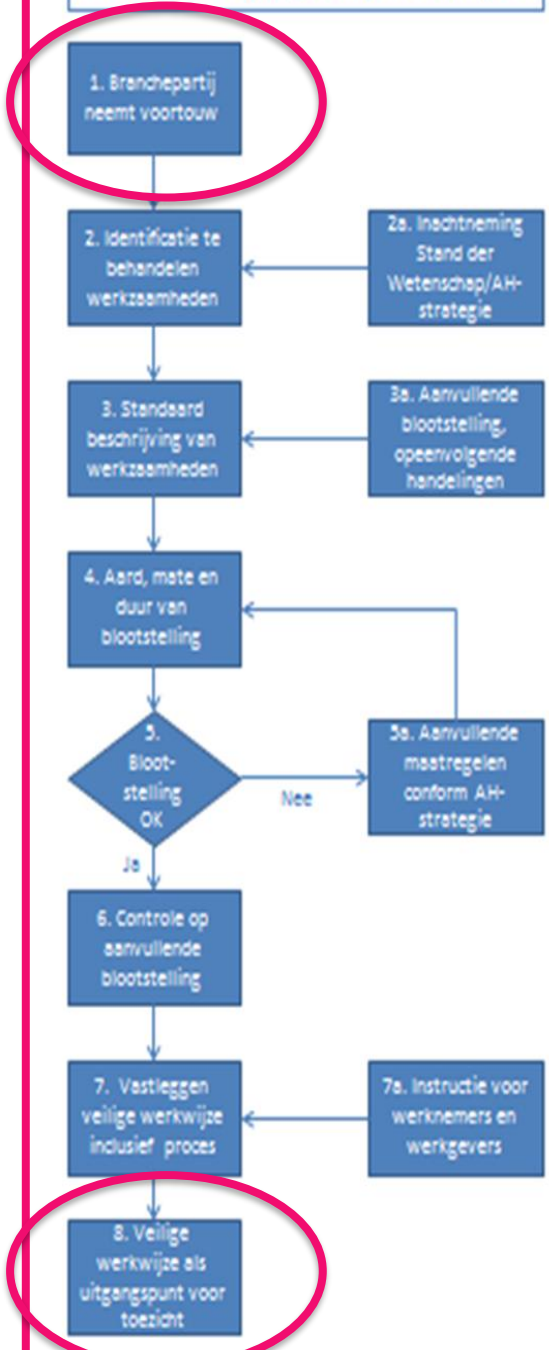 1. Branchepartij
neemt voortouw
2. Identificatie te
behandelen
werkzaamheden
2a. Inachtneming
Stand der
Wetenschap/AH-
strategie
3. Standaard
beschrijving van
werkzaamheden
3a. Aanvullende
blootstelling,
opeenvolgende
handelingen
4. Aard, mate en
duur van
blootstelling
5.
Bloot-
stelling
OK
Nee
5a. Aanvullende
maatregelen
conform AH-
strategie
Ja
6. Controle op
aanvullende
blootstelling
7. Vastleggen
veilige werkwijze
inclusief proces
7a. Instructie voor
werknemers en
werkgevers
8. Veilige
werkwijze als
uitgangspunt voor
toezicht